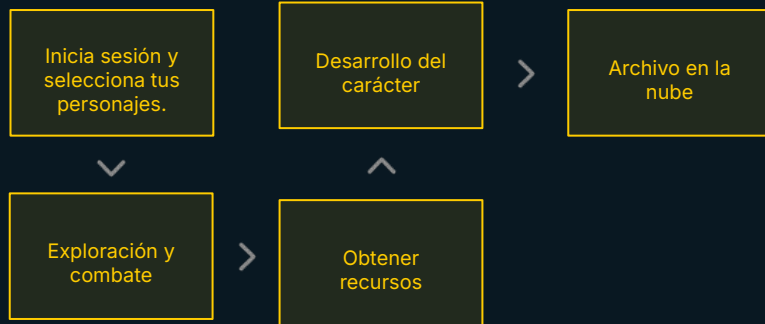 Inicia sesión y
selecciona tus
personajes.
Exploración y
combate
Obtener
recursos
Desarrollo del
carácter
Archivo en la
nube